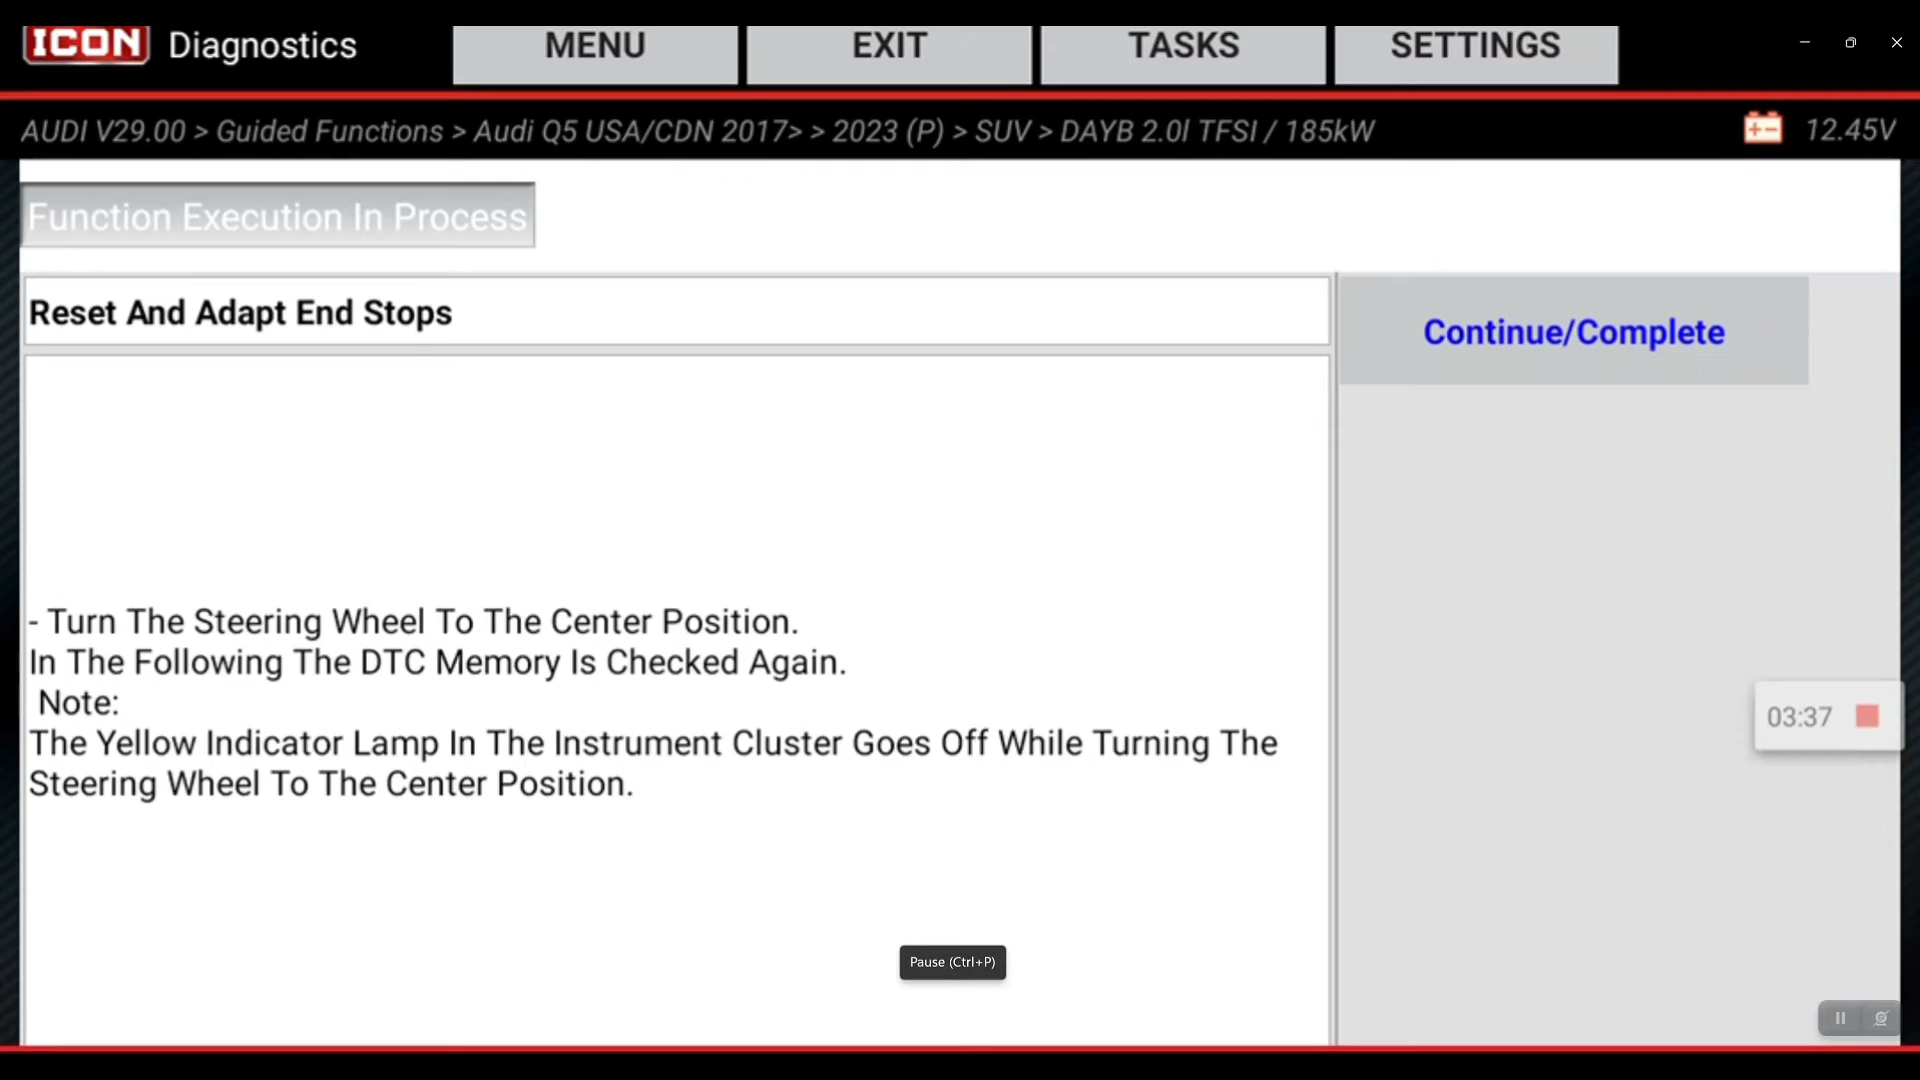 ICON Diagnostics
MENU
EXIT
TASKS
SETTINGS
AUDI V29.00 > Guided Functions > Audi Q5 USA/CDN 2017> > 2023 (P) > SUV > DAYB 2.0l TFSI / 185kW
12.45V
Function Execution In Process
Reset And Adapt End Stops
Continue/Complete
- Turn The Steering Wheel To The Center Position.
In The Following The DTC Memory Is Checked Again.
Note:
The Yellow Indicator Lamp In The Instrument Cluster Goes Off While Turning The
Steering Wheel To The Center Position.
03:37
Pause (Ctrl+P)